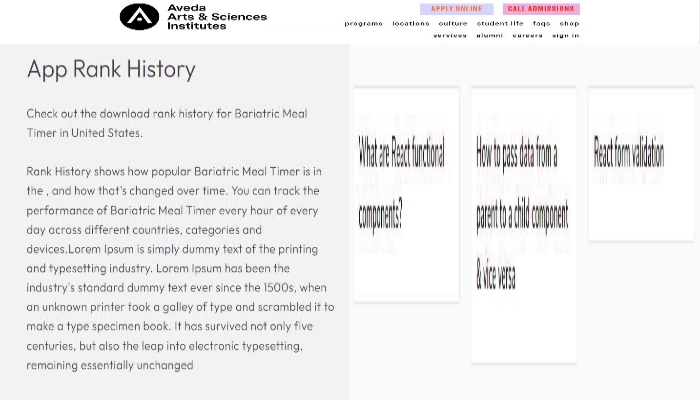 Aveda
Arts & Sciences
Institutes
APPLY ONLINE CALL ADMISSIONS
programs locations culture student life faqs shop
services alumni careers sign in
App Rank History
Check out the download rank history for Bariatric Meal
Timer in United States.
Rank History shows how popular Bariatric Meal Timer is in
the , and how that's changed over time. You can track the
performance of Bariatric Meal Timer every hour of every
day across different countries, categories and
devices.Lorem Ipsum is simply dummy text of the printing
and typesetting industry. Lorem Ipsum has been the
industry's standard dummy text ever since the 1500s, when
an unknown printer took a galley of type and scrambled it to
make a type specimen book. It has survived not only five
centuries, but also the leap into electronic typesetting,
remaining essentially unchanged
What are React functional
components?
How to pass data from a
parent to a child component
& vice versa
React form validation